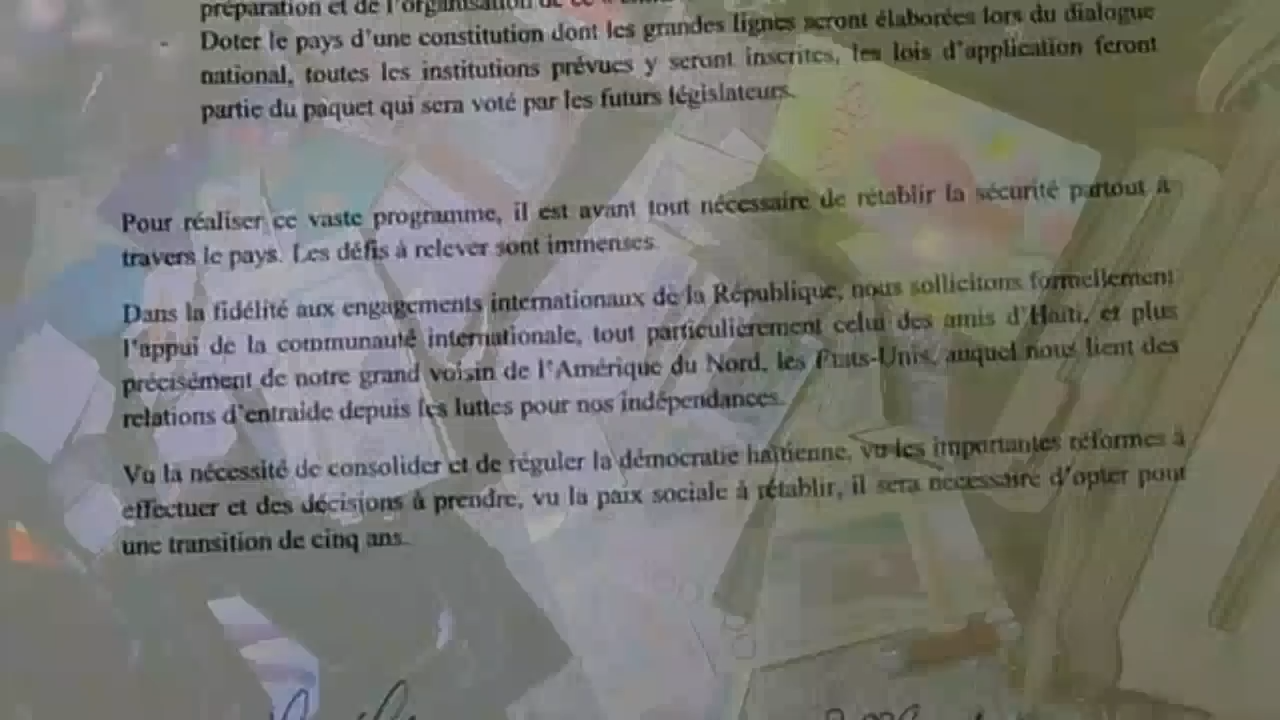 préparation et de l'organisation de ce
- Doter le pays d'une constitution dont les grandes lignes seront élaborées lors du dialogue
national, toutes les institutions prévues y seront inscrites, les lois d'application feront
partie du paquet qui sera voté par les futurs législateurs.
Pour réaliser ce vaste programme, il est avant tout nécessaire de rétablir la sécurité partout à
travers le pays. Les défis à relever sont immenses.
Dans la fidélité aux engagements internationaux de la République, nous sollicitons formellement
l'appui de la communauté internationale, tout particulièrement celui des amis d'Haïti, et plus
précisément de notre grand voisin de l'Amérique du Nord, les États-Unis, auquel nous lient des
relations d'entraide depuis les luttes pour nos indépendances.
Vu la nécessité de consolider et de réguler la démocratie haïtienne, vu les importantes réformes à
effectuer et des décisions à prendre, vu la paix sociale à rétablir, il sera nécessaire d'opter pour
une transition de cinq ans.